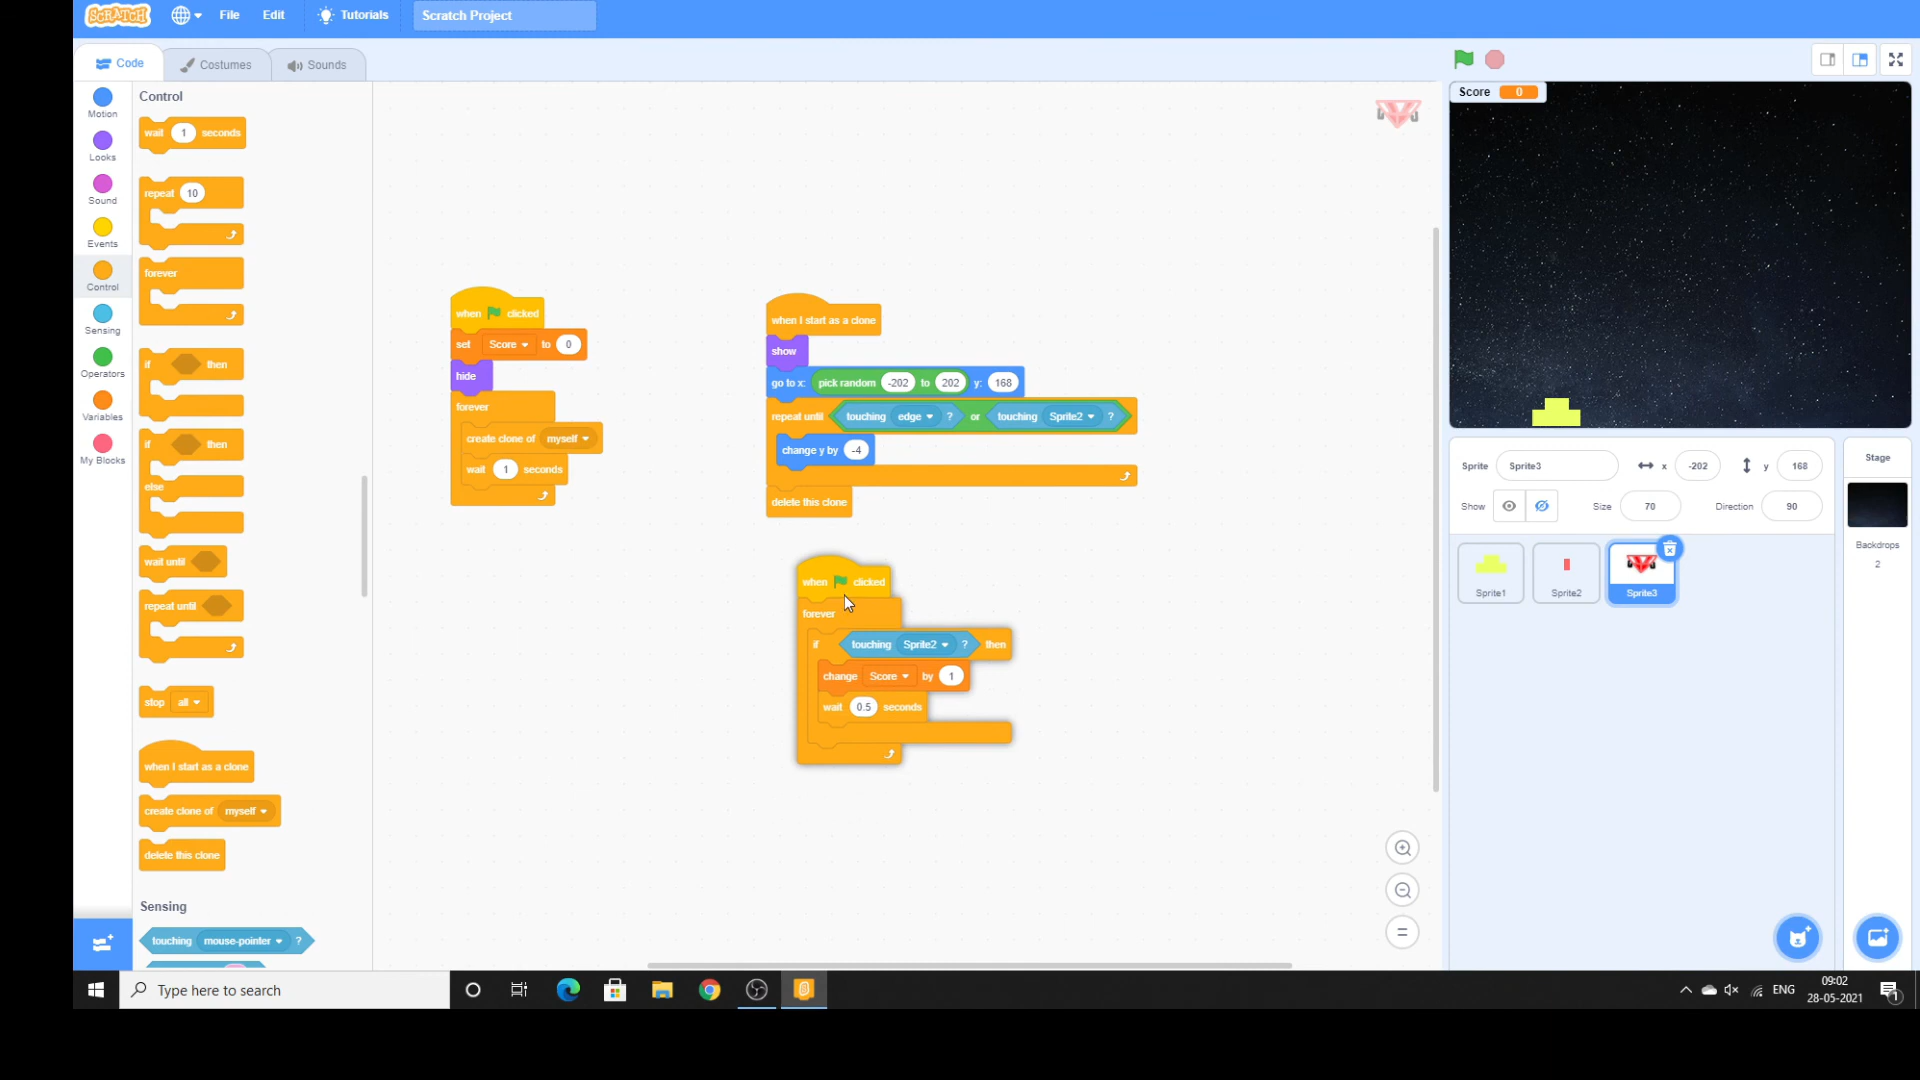 SCRATCH
File
Edit
Tutorials
Scratch Project
Code
Costumes
Sounds
Motion
Looks
Sound
Events
Control
Sensing
Operators
Variables
My Blocks
Control
wait 1 seconds
repeat 10
forever
if then
if then
else
wait until
repeat until
stop all
when I start as a clone
create clone of myself
delete this clone
Sensing
touching mouse-pointer ?
when clicked
set Score to 0
hide
forever
create clone of myself
wait 1 seconds
when I start as a clone
show
go to x: pick random -202 to 202 y: 168
repeat until touching edge ? or touching Sprite2 ?
change y by -4
delete this clone
when clicked
forever
if touching Sprite2 ? then
change Score by 1
wait 0.5 seconds
Score 0
Sprite Sprite3 x -202 y 168
Show Size 70 Direction 90
Sprite1
Sprite2
Sprite3
Stage
Backdrops
2
Type here to search
ENG
09:02
28-05-2021
1